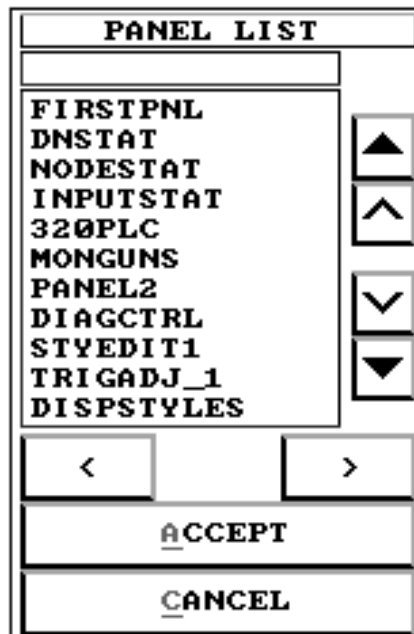 PANEL LIST
FIRSTPNL
DNSTAT
NODESTAT
INPUTSTAT
320PLC
MONGUNS
PANEL2
DIAGCTRL
STYEDIT1
TRIGADJ_1
DISPSTYLES
< >
ACCEPT
CANCEL